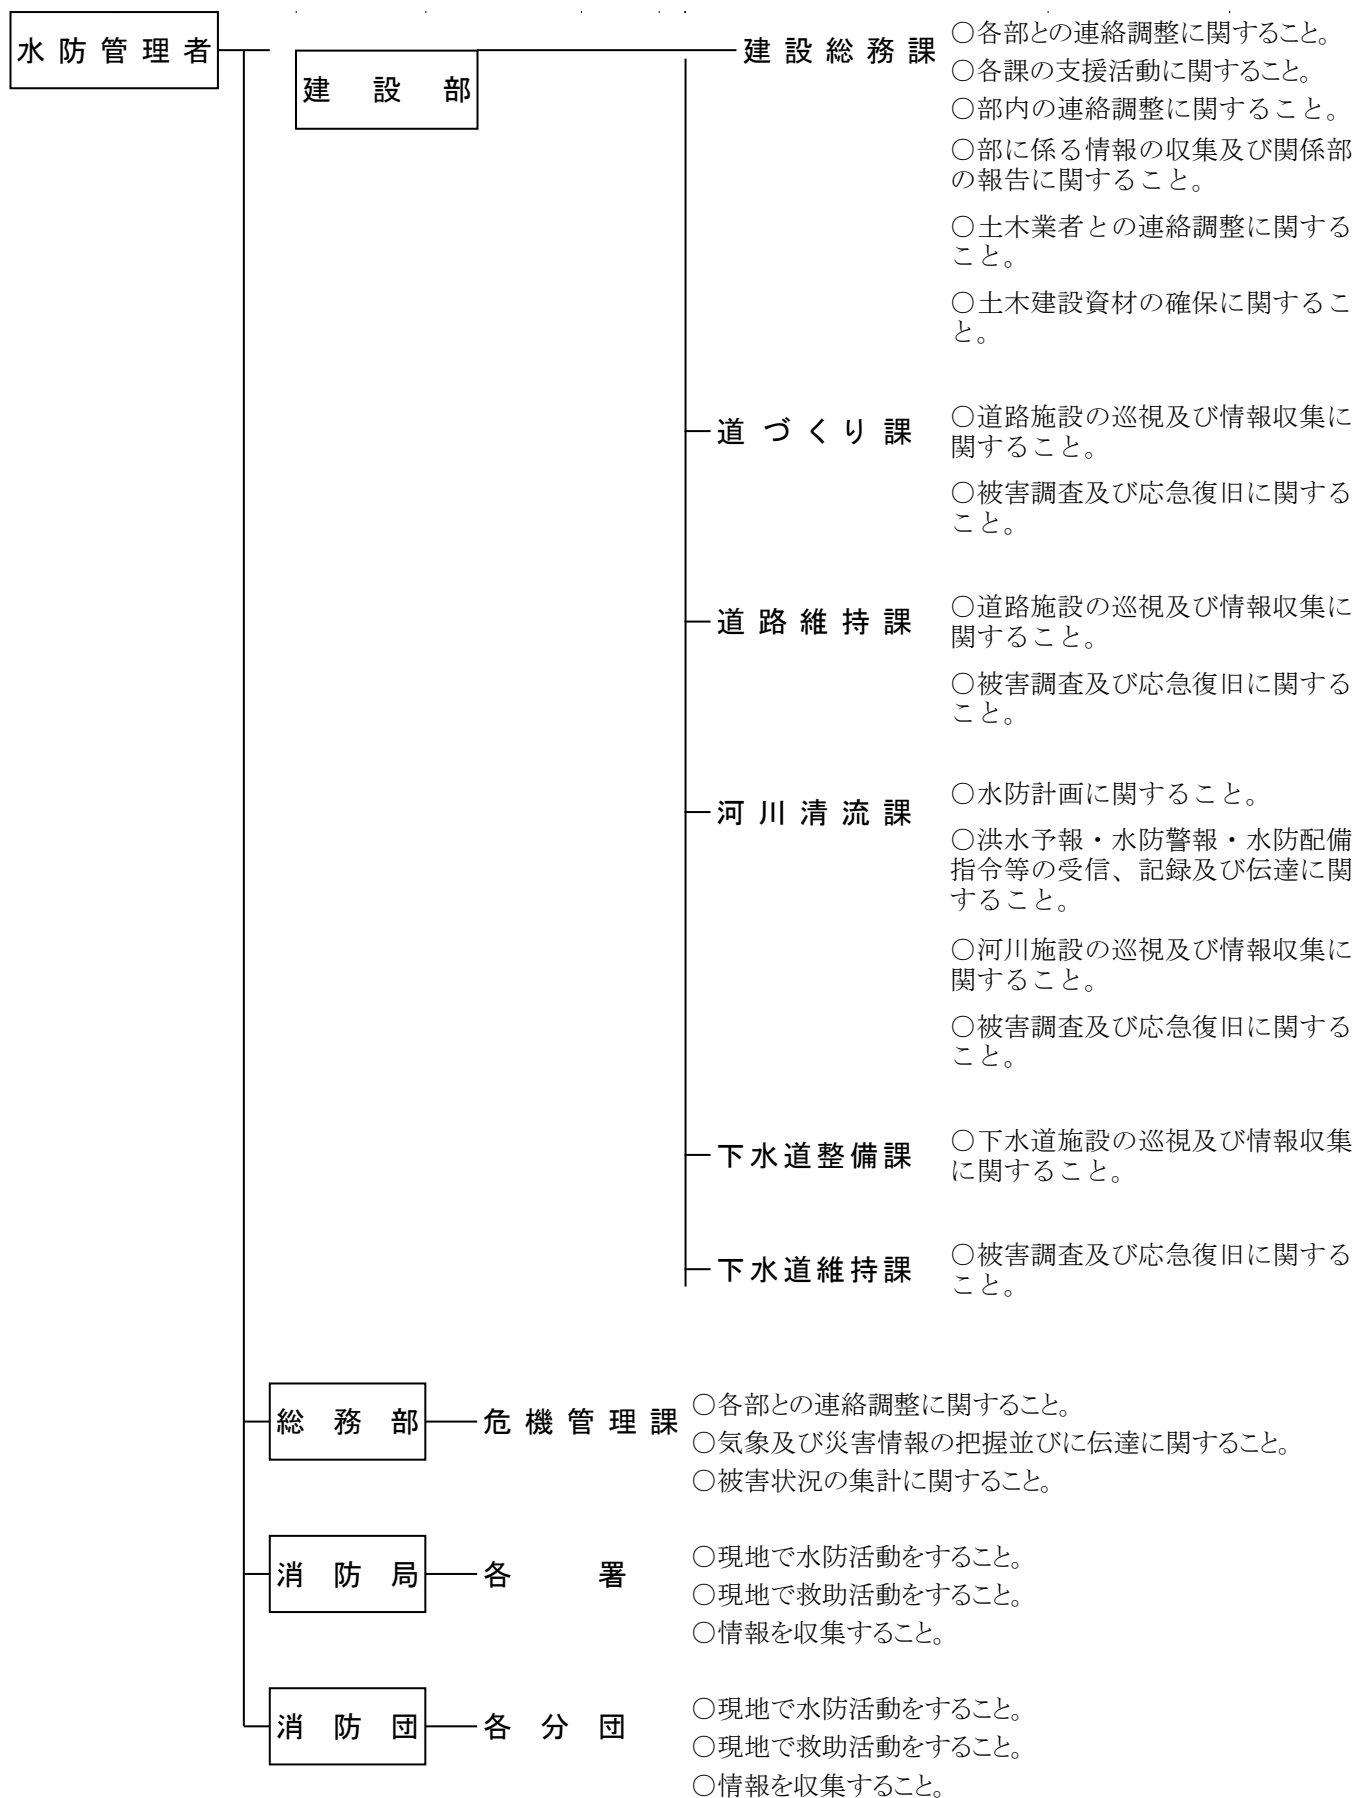 水防管理者
建設部
建設総務課
○各部との連絡調整に関すること。
○各課の支援活動に関すること。
○部内の連絡調整に関すること。
○部に係る情報の収集及び関係部
の報告に関すること。
○土木業者との連絡調整に関する
こと。
○土木建設資材の確保に関するこ
と。
道づくり課
○道路施設の巡視及び情報収集に
関すること。
○被害調査及び応急復旧に関する
こと。
道路維持課
○道路施設の巡視及び情報収集に
関すること。
○被害調査及び応急復旧に関する
こと。
河川清流課
○水防計画に関すること。
○洪水予報・水防警報・水防配備
指令等の受信、記録及び伝達に関
すること。
○河川施設の巡視及び情報収集に
関すること。
○被害調査及び応急復旧に関する
こと。
下水道整備課
○下水道施設の巡視及び情報収集
に関すること。
下水道維持課
○被害調査及び応急復旧に関する
こと。
総務部
危機管理課
○各部との連絡調整に関すること。
○気象及び災害情報の把握並びに伝達に関すること。
○被害状況の集計に関すること。
消防局
各署
○現地で水防活動をすること。
○現地で救助活動をすること。
○情報を収集すること。
消防団
各分団
○現地で水防活動をすること。
○現地で救助活動をすること。
○情報を収集すること。